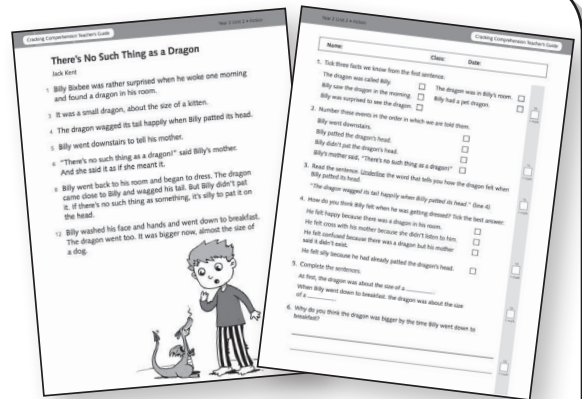 Cracking Comprehension Teacher's Guide
Year 2 Unit 2 • Fiction
There's No Such Thing as a Dragon
Jack Kent
1 Billy Bixbee was rather surprised when he woke one morning
and found a dragon in his room.
3 It was a small dragon, about the size of a kitten.
4 The dragon wagged its tail happily when Billy patted its head.
5 Billy went downstairs to tell his mother.
6 "There's no such thing as a dragon!" said Billy's mother.
And she said it as if she meant it.
8 Billy went back to his room and began to dress. The dragon
came close to Billy and wagged his tail. But Billy didn't pat
it. If there's no such thing as something, it's silly to pat it on
the head.
12 Billy washed his face and hands and went down to breakfast.
The dragon went too. It was bigger now, almost the size of
a dog.
Year 2 Unit 2 • Fiction
Cracking Comprehension Teacher's Guide
Name: Class: Date:
1. Tick three facts we know from the first sentence.
The dragon was called Billy. The dragon was in Billy's room.
Billy saw the dragon in the morning. Billy had a pet dragon.
Billy was surprised to see the dragon.
2. Number these events in the order in which we are told them.
Billy went downstairs.
Billy patted the dragon's head.
Billy didn't pat the dragon's head.
Billy's mother said, "There's no such thing as a dragon!"
3. Read the sentence. Underline the word that tells you how the dragon felt when
Billy patted its head.
"The dragon wagged its tail happily when Billy patted its head." (line 4)
4. How do you think Billy felt when he was getting dressed? Tick the best answer.
He felt happy because there was a dragon in his room.
He felt cross with his mother because she didn't listen to him.
He felt confused because there was a dragon but his mother
said it didn't exist.
He felt silly because he had already patted the dragon's head.
5. Complete the sentences.
At first, the dragon was about the size of a ________.
When Billy went down to breakfast, the dragon was about the size
of a ________.
6. Why do you think the dragon was bigger by the time Billy went down to
breakfast?